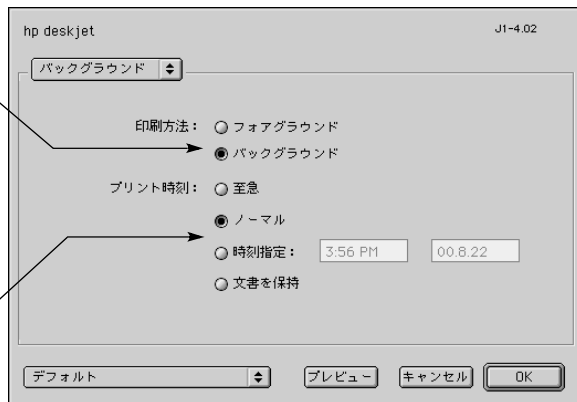 hp deskjet J1-4.02
バックグラウンド
印刷方法： フォアグラウンド
バックグラウンド
プリント時刻： 至急
ノーマル
時刻指定： 3:56 PM 00.8.22
文書を保持
デフォルト プレビュー キャンセル OK